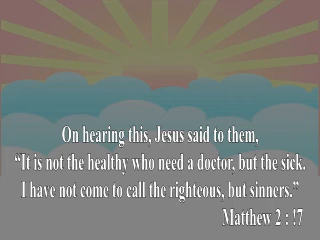 On hearing this, Jesus said to them,
“It is not the healthy who need a doctor, but the sick.
I have not come to call the righteous, but sinners.”
Matthew 2 : !7